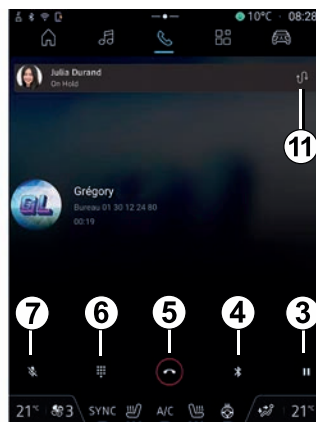 10°C 08:28
Julia Durand
On Hold
11
Grégory
Bureau 01 30 12 24 80
00:19
7 6 5 4 3
21°C 3 SYNC A/C 21°C